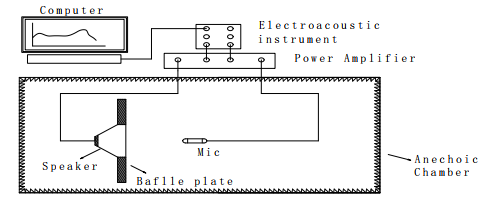 Computer
Electroacoustic
instrument
Power Amplifier
Mic
Speaker
Baflle plate
Anechoic
Chamber